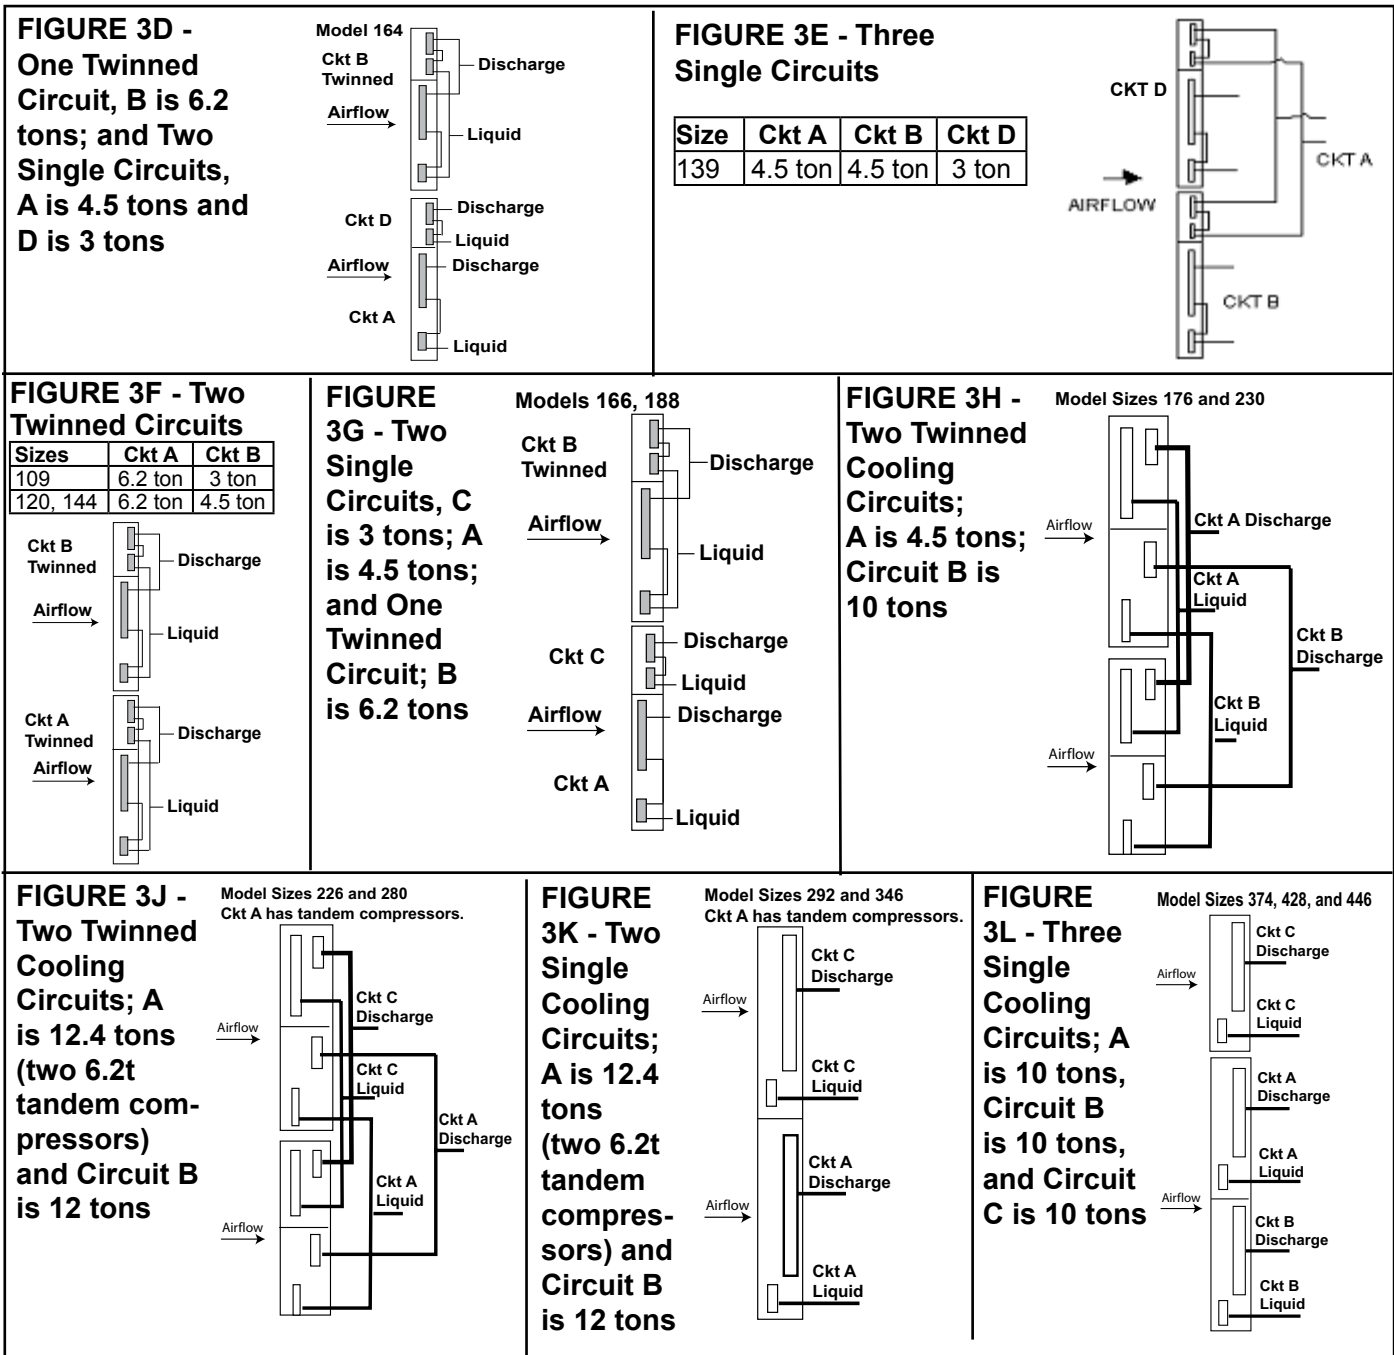 FIGURE 3D -
One Twinned
Circuit, B is 6.2
tons; and Two
Single Circuits,
A is 4.5 tons and
D is 3 tons
Model 164
Ckt B
Twinned
Discharge
Airflow
Liquid
Ckt D
Discharge
Liquid
Airflow
Discharge
Ckt A
Liquid
FIGURE 3E - Three
Single Circuits
Size Ckt A Ckt B Ckt D
139 4.5 ton 4.5 ton 3 ton
CKT D
CKT A
AIRFLOW
CKT B
FIGURE 3F - Two
Twinned Circuits
Sizes Ckt A Ckt B
109 6.2 ton 3 ton
120, 144 6.2 ton 4.5 ton
Ckt B
Twinned
Discharge
Airflow
Liquid
Ckt A
Twinned
Discharge
Airflow
Liquid
FIGURE
3G - Two
Single
Circuits, C
is 3 tons; A
is 4.5 tons;
and One
Twinned
Circuit; B
is 6.2 tons
Models 166, 188
Ckt B
Twinned
Discharge
Airflow
Liquid
Ckt C
Discharge
Liquid
Airflow
Discharge
Ckt A
Liquid
FIGURE 3H -
Two Twinned
Cooling
Circuits;
A is 4.5 tons;
Circuit B is
10 tons
Model Sizes 176 and 230
Airflow
Ckt A Discharge
Ckt A
Liquid
Ckt B
Discharge
Ckt B
Liquid
Airflow
FIGURE 3J -
Two Twinned
Cooling
Circuits; A
is 12.4 tons
(two 6.2t
tandem com-
pressors)
and Circuit B
is 12 tons
Model Sizes 226 and 280
Ckt A has tandem compressors.
Ckt C
Discharge
Airflow
Ckt C
Liquid
Ckt A
Discharge
Ckt A
Liquid
Airflow
FIGURE
3K - Two
Single
Cooling
Circuits;
A is 12.4
tons
(two 6.2t
tandem
compres-
sors) and
Circuit B
is 12 tons
Model Sizes 292 and 346
Ckt A has tandem compressors.
Ckt C
Discharge
Airflow
Ckt C
Liquid
Ckt A
Discharge
Airflow
Ckt A
Liquid
FIGURE
3L - Three
Single
Cooling
Circuits; A
is 10 tons,
Circuit B
is 10 tons,
and Circuit
C is 10 tons
Model Sizes 374, 428, and 446
Ckt C
Discharge
Airflow
Ckt C
Liquid
Ckt A
Discharge
Ckt A
Liquid
Airflow
Ckt B
Discharge
Ckt B
Liquid